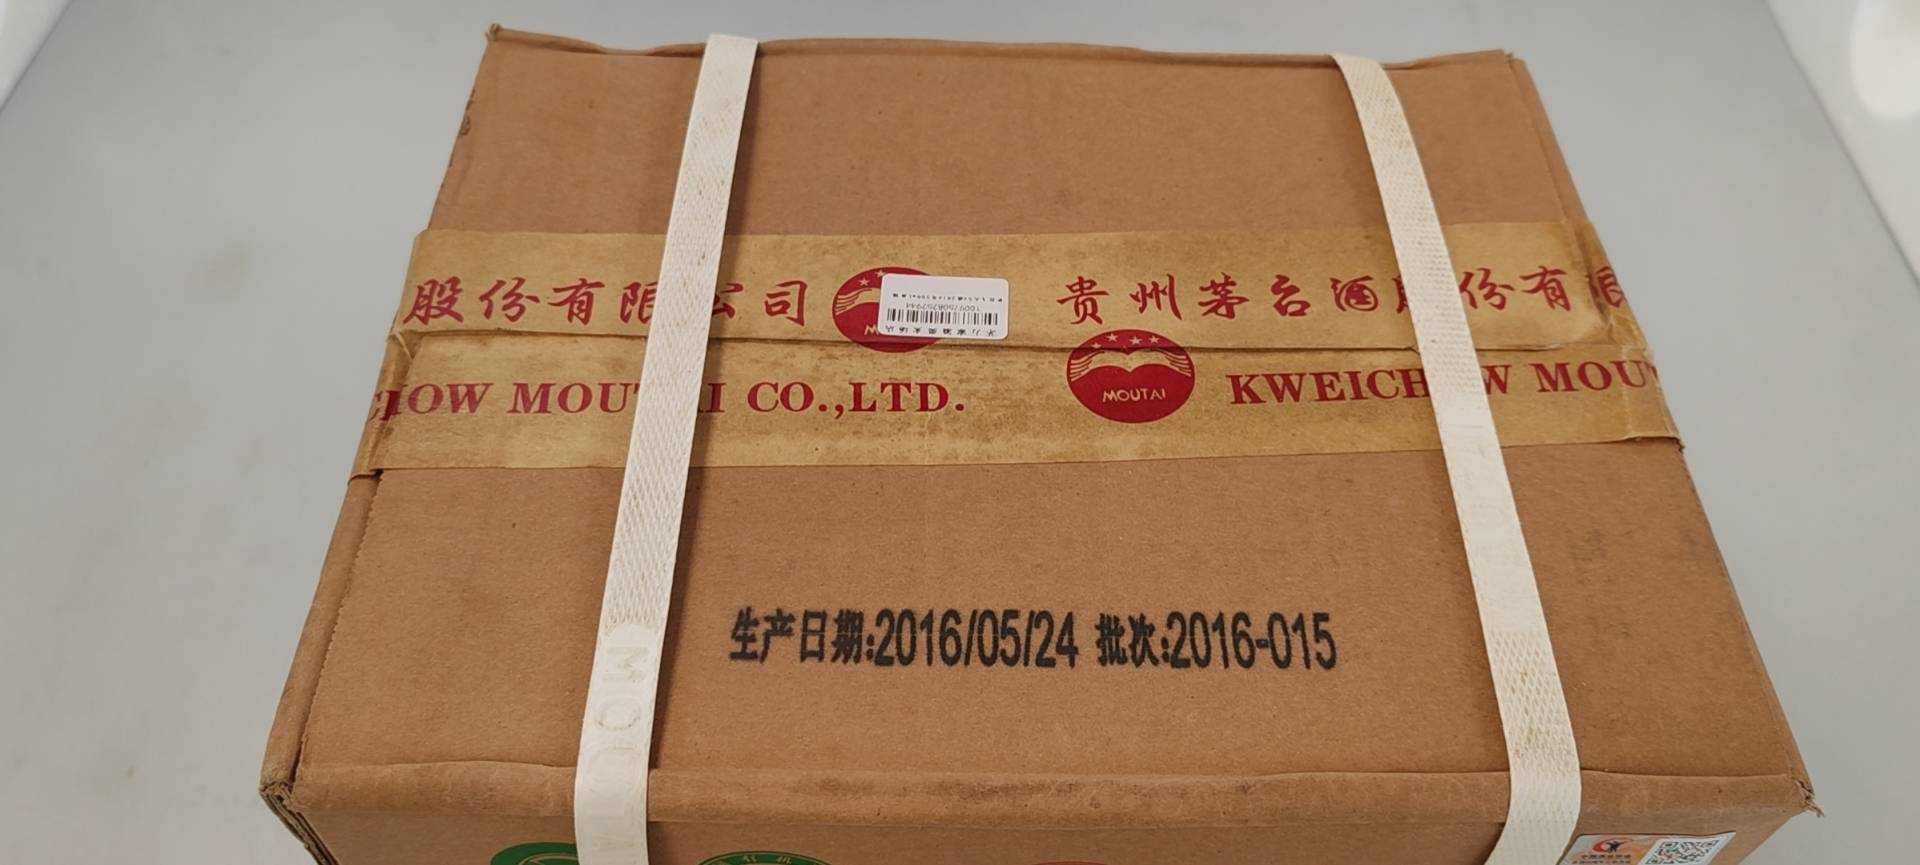 股份有限公司
贵州茅台酒股份有限
MOUTAI
CHOW MOUTAI CO.,LTD.
KWEICHOW MOUT
生产日期:2016/05/24 批次:2016-015
MOU